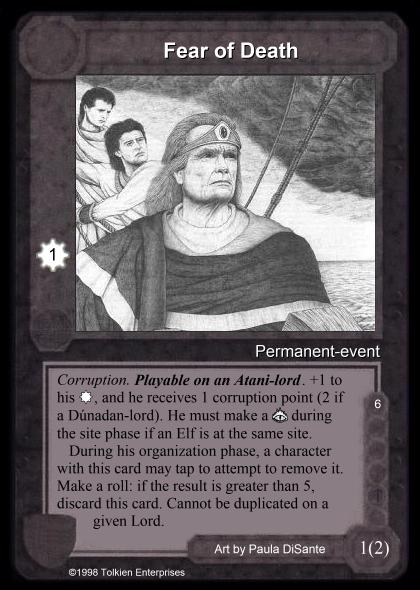 Fear of Death
1
Permanent-event
Corruption. Playable on an Atani-lord. +1 to
his , and he receives 1 corruption point (2 if
a Dúnadan-lord). He must make a during
the site phase if an Elf is at the same site.
During his organization phase, a character
with this card may tap to attempt to remove it.
Make a roll: if the result is greater than 5,
discard this card. Cannot be duplicated on a
given Lord.
6
Art by Paula DiSante
1(2)
©1998 Tolkien Enterprises